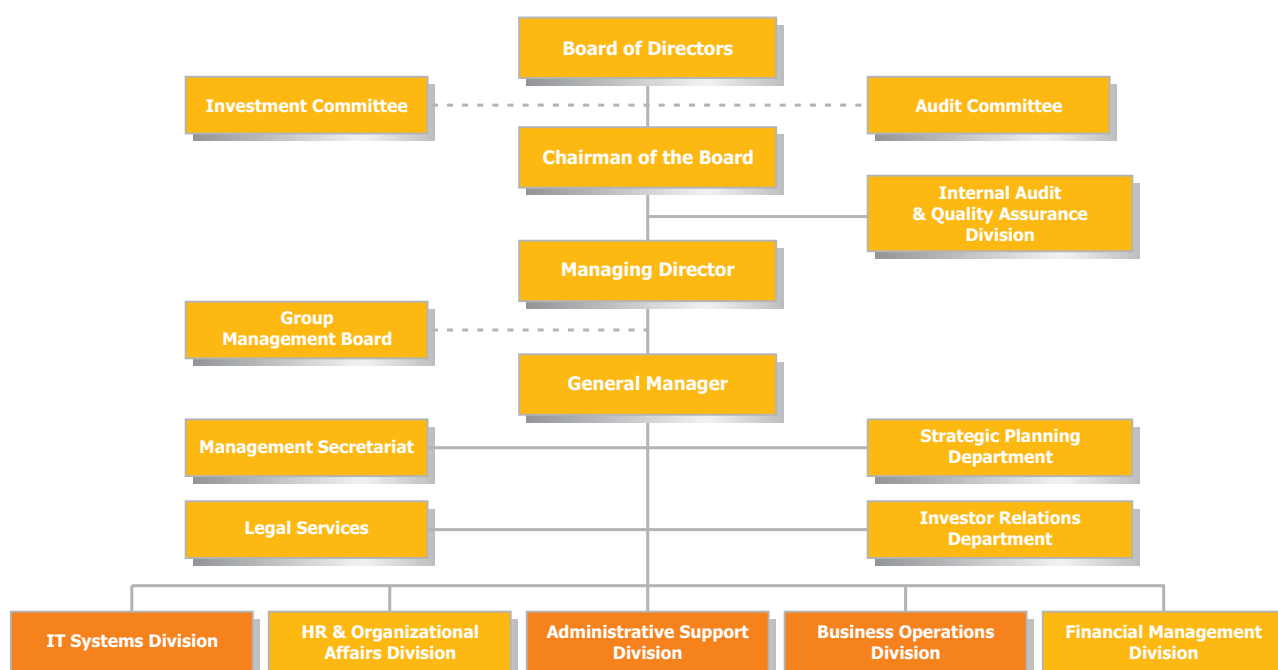 Board of Directors
Investment Committee
Audit Committee
Chairman of the Board
Internal Audit
& Quality Assurance
Division
Managing Director
Group
Management Board
General Manager
Management Secretariat
Strategic Planning
Department
Legal Services
Investor Relations
Department
IT Systems Division
HR & Organizational
Affairs Division
Administrative Support
Division
Business Operations
Division
Financial Management
Division